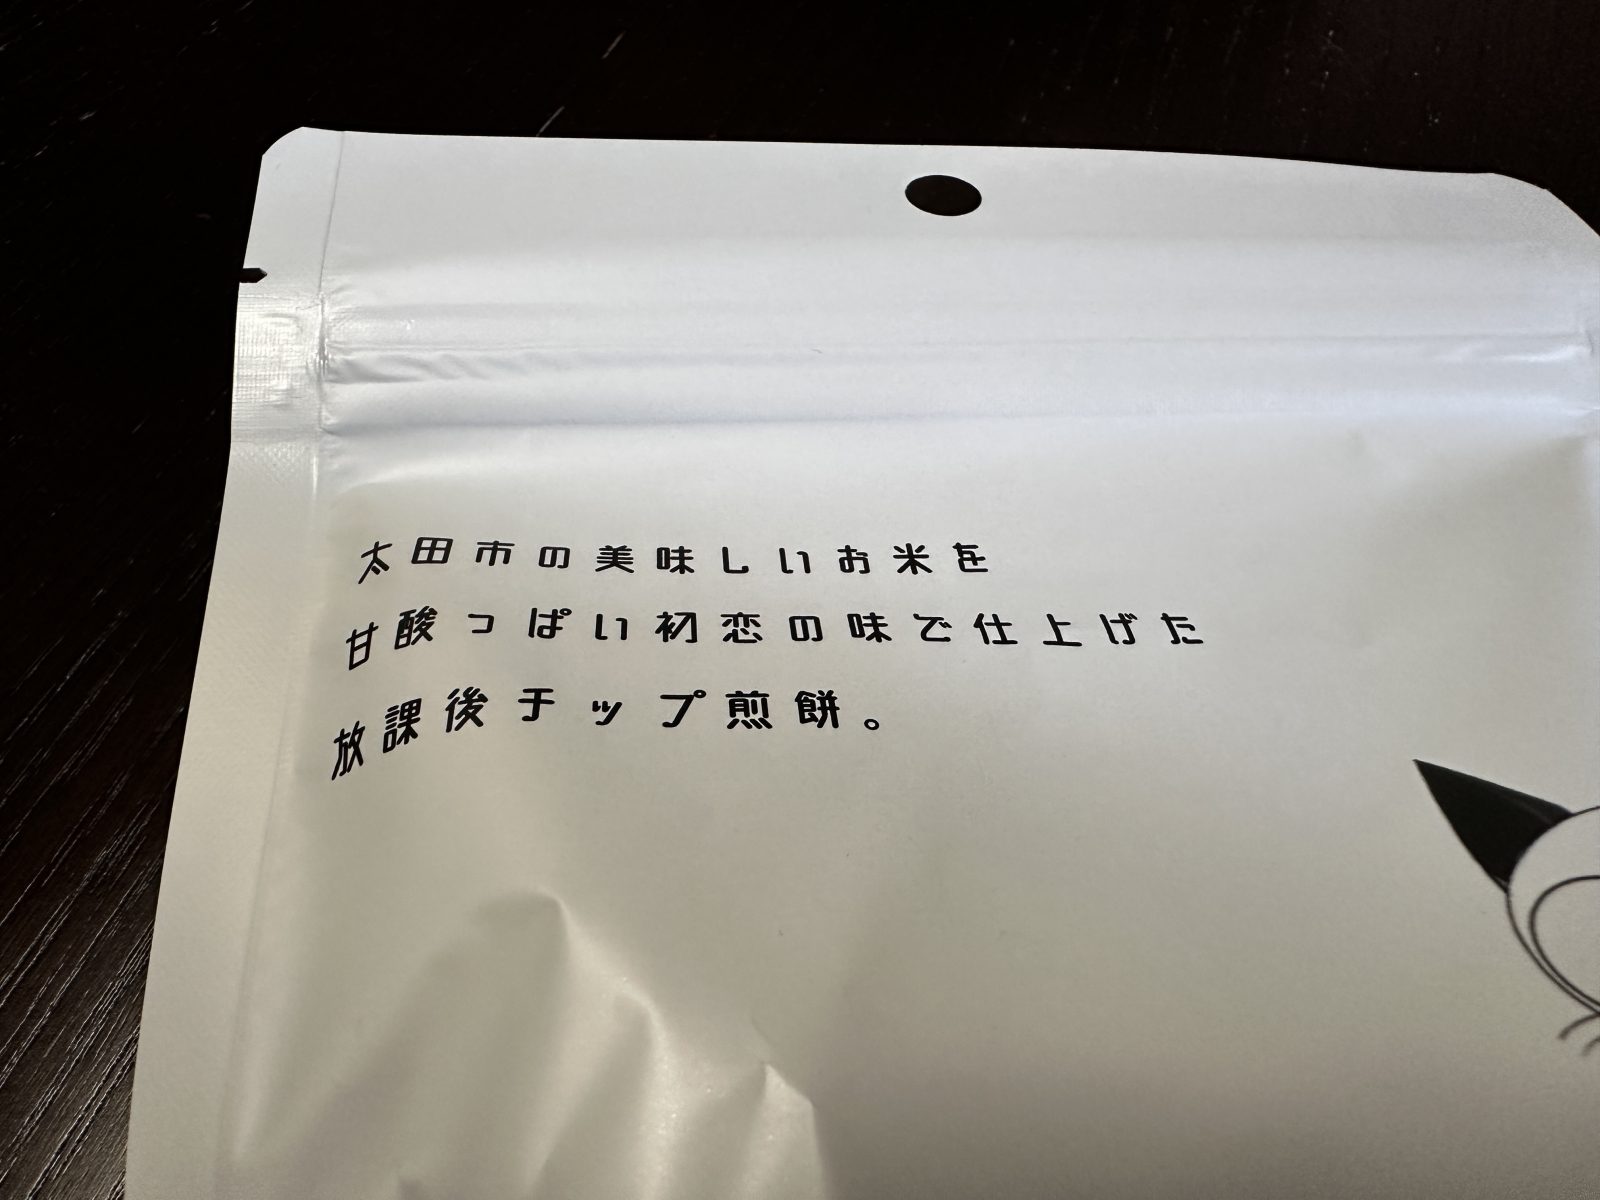 太田市の美味しいお米を
甘酸っぱい初恋の味で仕上げた
放課後チップ煎餅。